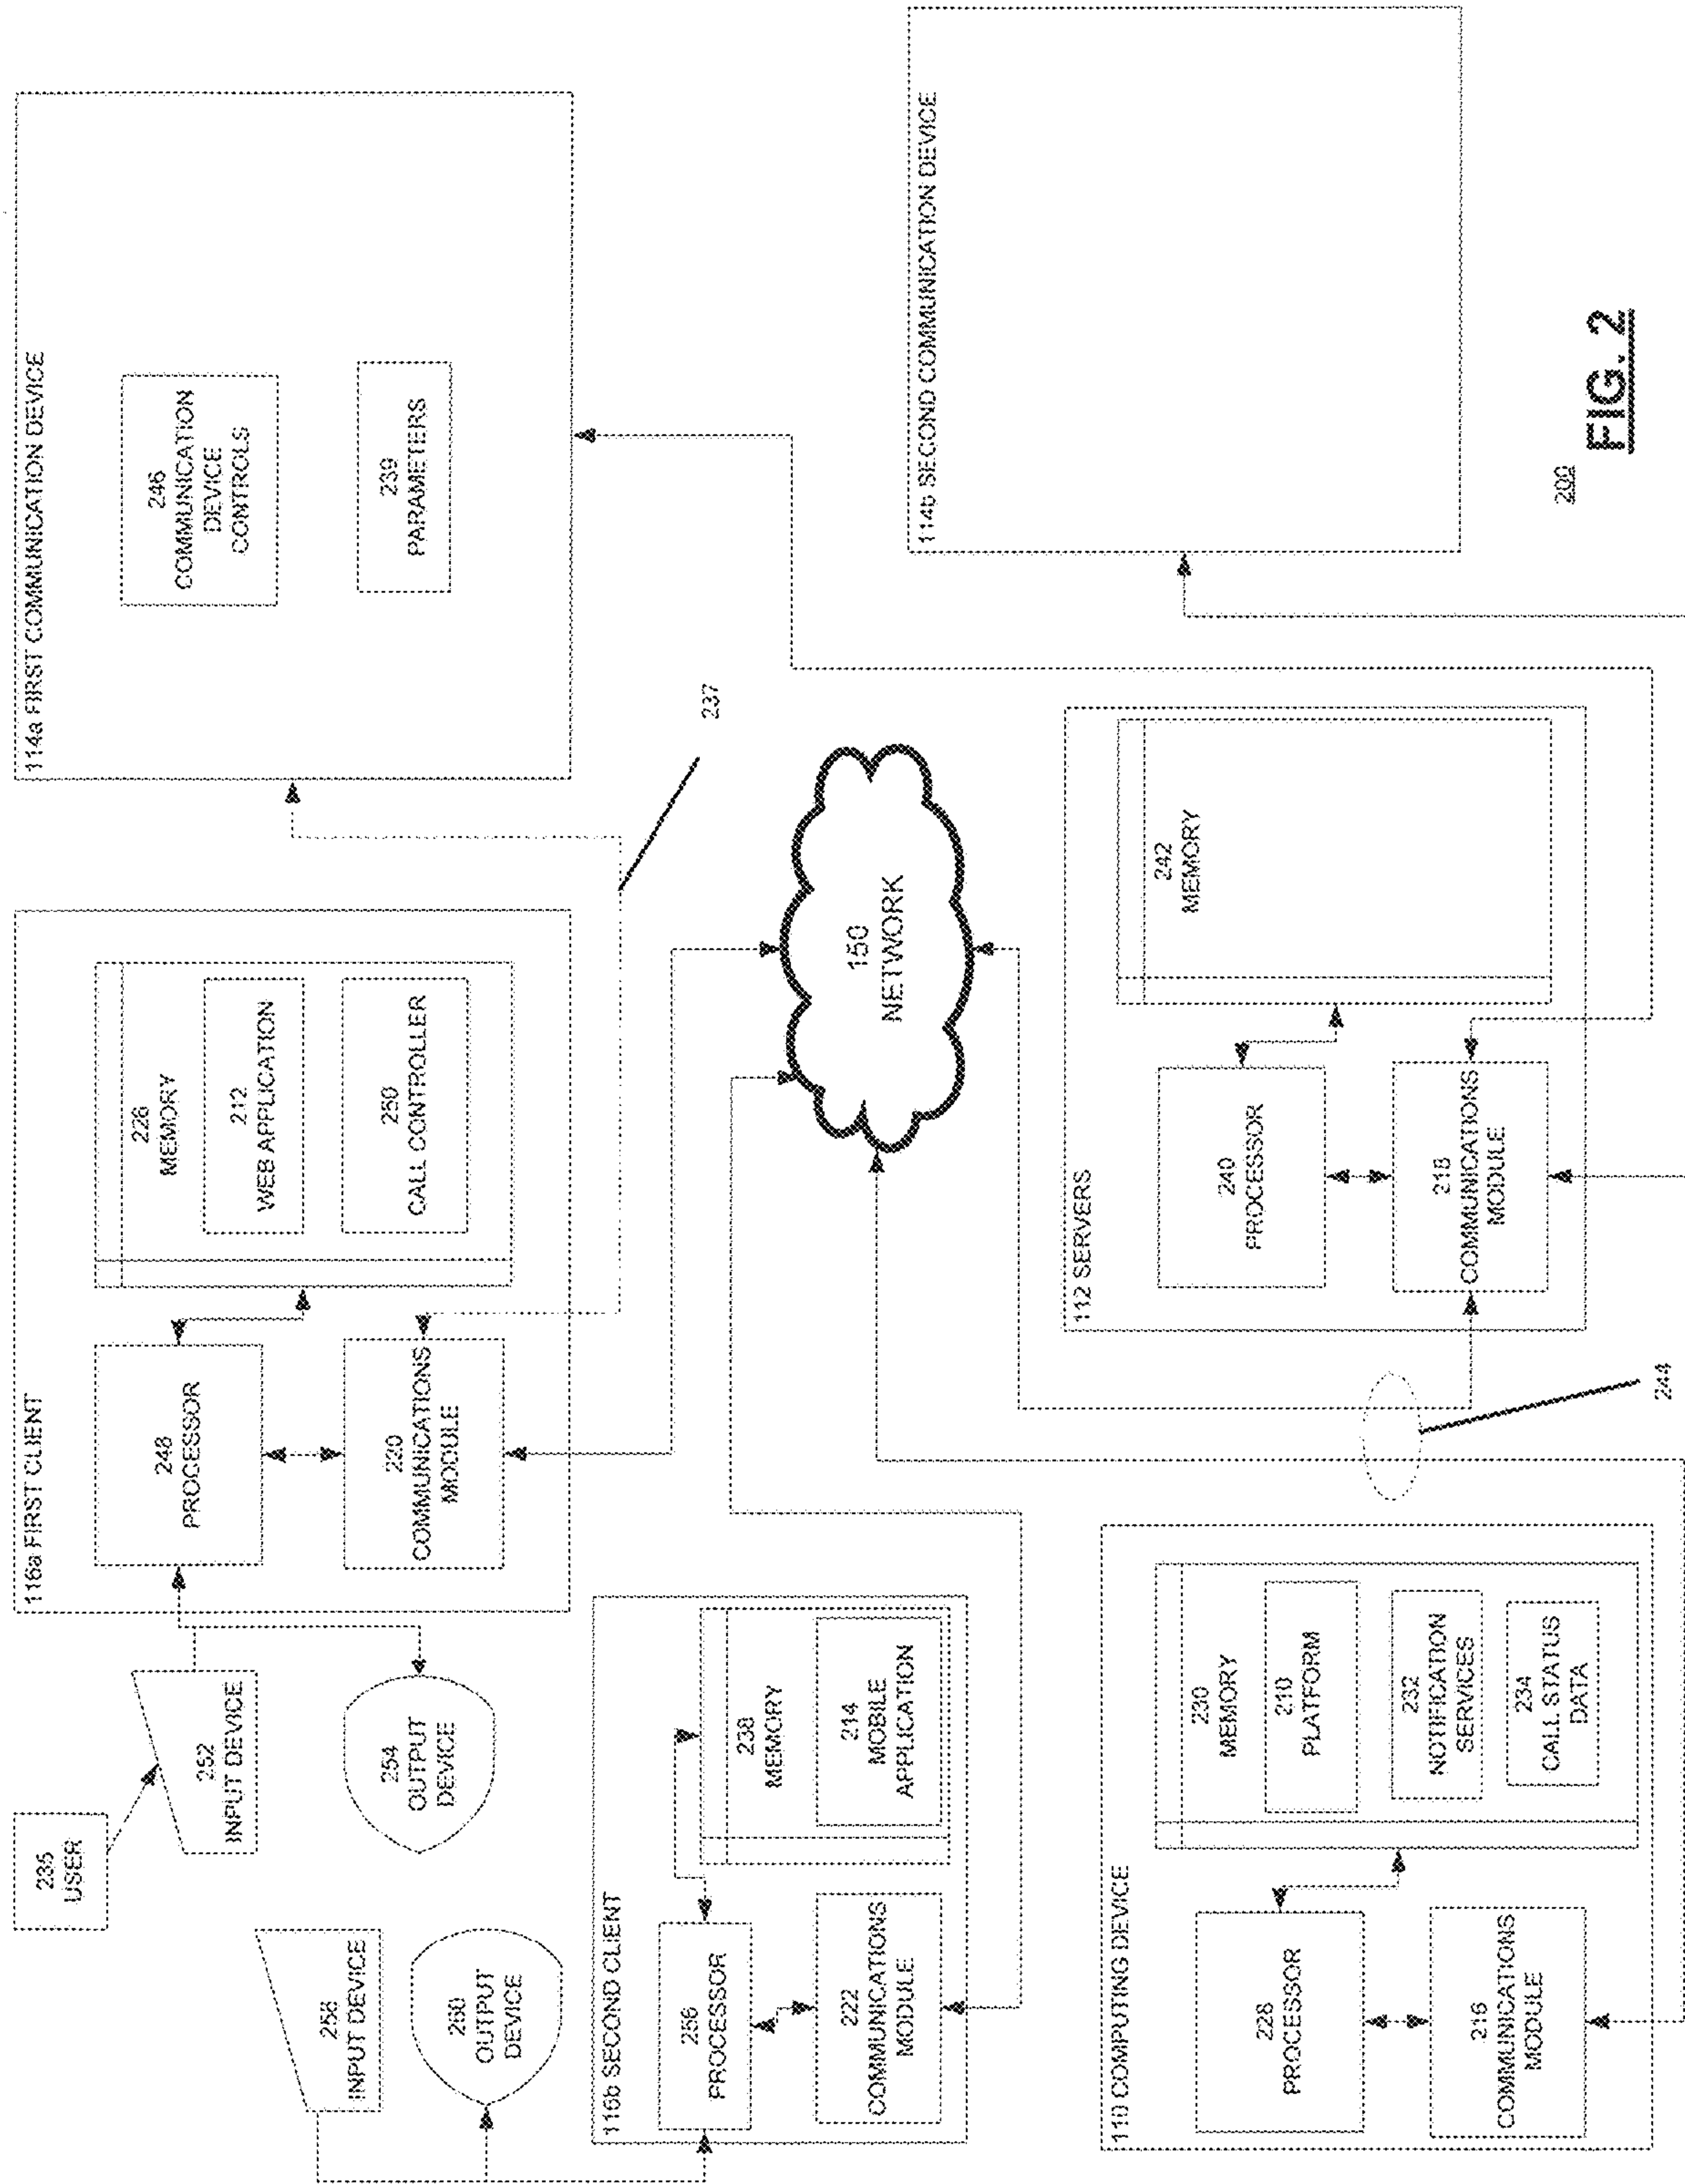 235
USER
252
INPUT DEVICE
254
OUTPUT
DEVICE
258
INPUT DEVICE
260
OUTPUT
DEVICE
116a FIRST CLIENT
248
PROCESSOR
220
COMMUNICATIONS
MODULE
226
MEMORY
212
WEB APPLICATION
250
CALL CONTROLLER
114a FIRST COMMUNICATION DEVICE
246
COMMUNICATION
DEVICE
CONTROLS
239
PARAMETERS
237
116b SECOND CLIENT
256
PROCESSOR
222
COMMUNICATIONS
MODULE
238
MEMORY
214
MOBILE
APPLICATION
150
NETWORK
114b SECOND COMMUNICATION DEVICE
110 COMPUTING DEVICE
228
PROCESSOR
216
COMMUNICATIONS
MODULE
230
MEMORY
210
PLATFORM
232
NOTIFICATION
SERVICES
234
CALL STATUS
DATA
244
112 SERVERS
240
PROCESSOR
218
COMMUNICATIONS
MODULE
242
MEMORY
200
FIG. 2